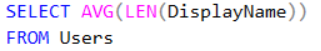 SELECT AVG(LEN(DisplayName))
FROM Users